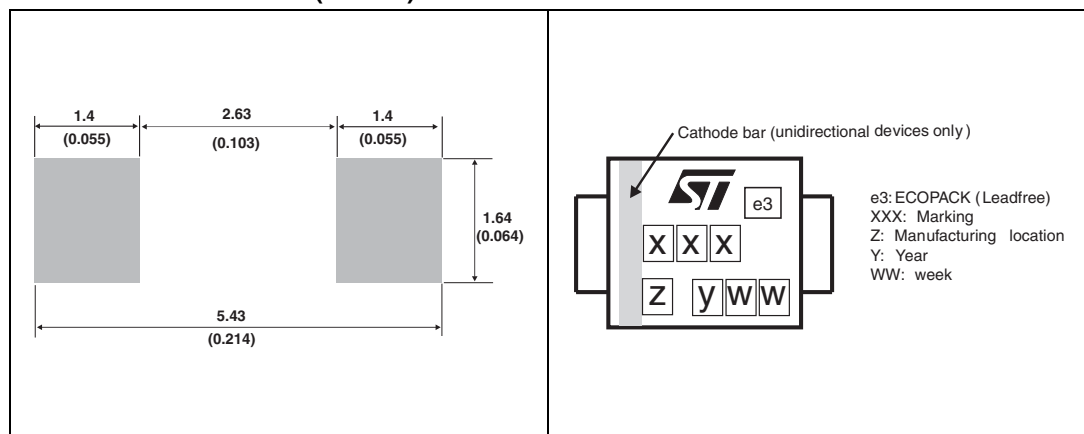 1.4
(0.055)
2.63
(0.103)
1.4
(0.055)
1.64
(0.064)
5.43
(0.214)
Cathode bar (unidirectional devices only)
ST
e3
x x x
z y w w
e3: ECOPACK (Leadfree)
XXX: Marking
Z: Manufacturing location
Y: Year
WW: week